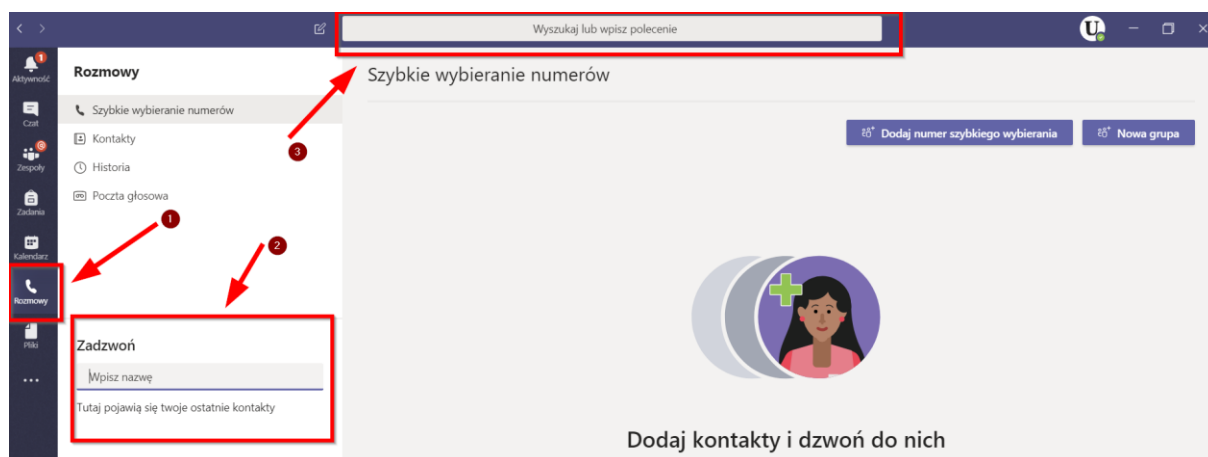 Wyszukaj lub wpisz polecenie
U
1
Aktywność
Czat
Zespoły
Zadania
Kalendarz
Rozmowy
Pliki
Rozmowy
Szybkie wybieranie numerów
Kontakty
Historia
Poczta głosowa
1
2
3
Zadzwoń
Wpisz nazwę
Tutaj pojawią się twoje ostatnie kontakty
Szybkie wybieranie numerów
Dodaj numer szybkiego wybierania
Nowa grupa
Dodaj kontakty i dzwoń do nich